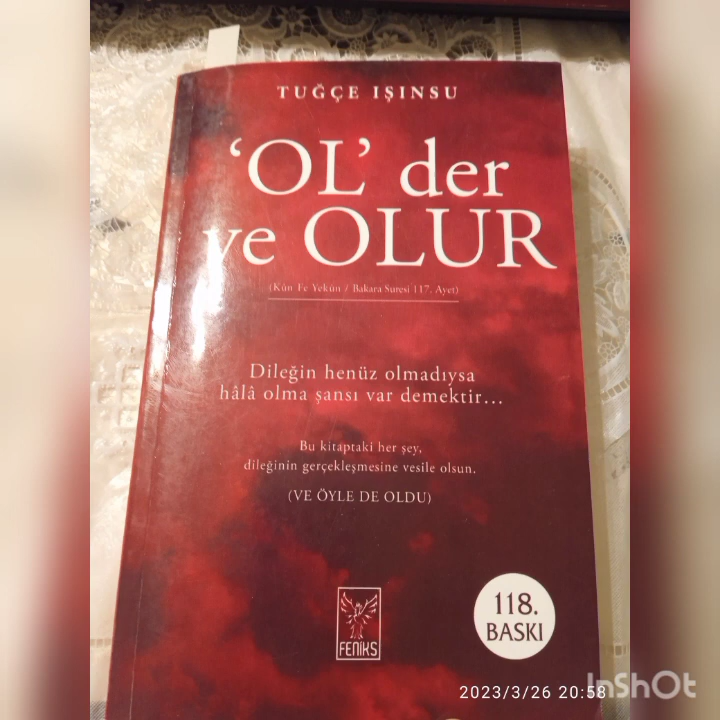 TUĞÇE IŞINSU
‘OL’ der
ve OLUR
(Kün Fe Yekün / Bakara Suresi 117. Ayet)
Dileğin henüz olmadıysa
hâlâ olma şansı var demektir...
Bu kitaptaki her şey,
dileğinin gerçekleşmesine vesile olsun.
(VE ÖYLE DE OLDU)
FENİKS
118.
BASKI
2023/3/26 20:58
InShOt